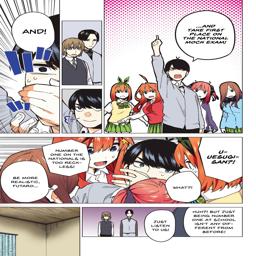 AND!
...AND
TAKE FIRST
PLACE ON
THE NATIONAL
MOCK EXAM!
U-
UESUGI-
SAN?!
NUMBER
ONE ON THE
NATIONALS IS
TOO RECK-
LESS!
BE MORE
REALISTIC,
FUTARO...
WHAT?!
JUST
LISTEN TO
US!
HUH?! BUT JUST
BEING NUMBER
ONE AT SCHOOL
ISN'T ANY DIF-
FERENT FROM
BEFORE!